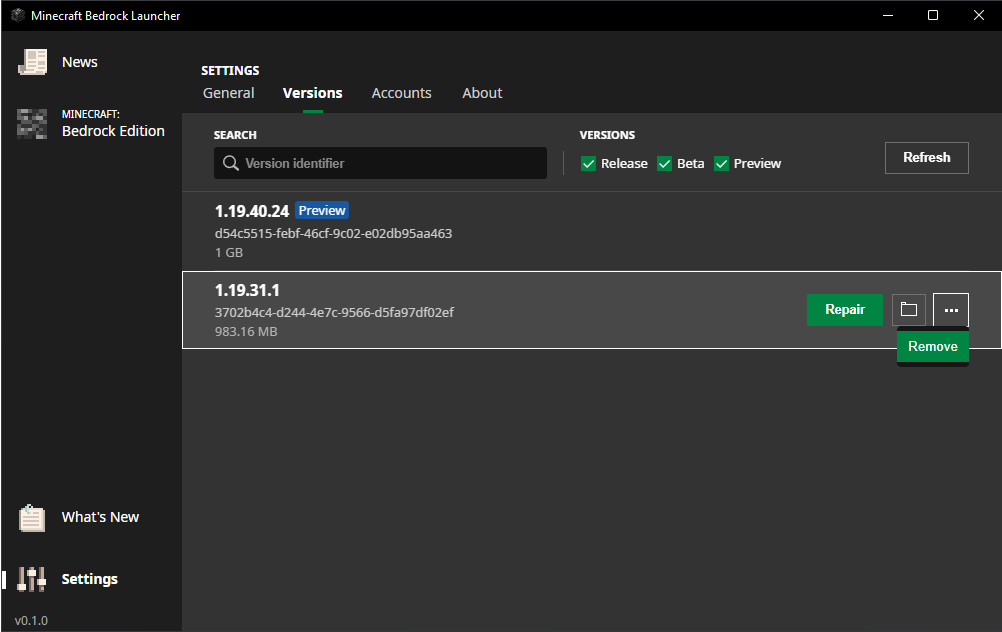 Minecraft Bedrock Launcher
News
MINECRAFT:
Bedrock Edition
What's New
Settings
v0.1.0
SETTINGS
General Versions Accounts About
SEARCH
Version identifier
VERSIONS
Release Beta Preview
Refresh
1.19.40.24 Preview
d54c5515-febf-46cf-9c02-e02db95aa463
1 GB
1.19.31.1
3702b4c4-d244-4e7c-9566-d5fa97df02ef
983.16 MB
Repair
...
Remove